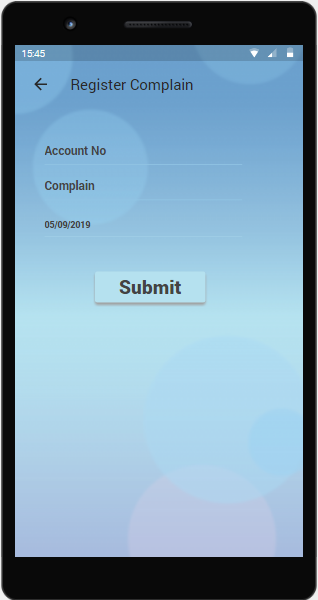 15:45
Register Complain
Account No
Complain
05/09/2019
Submit